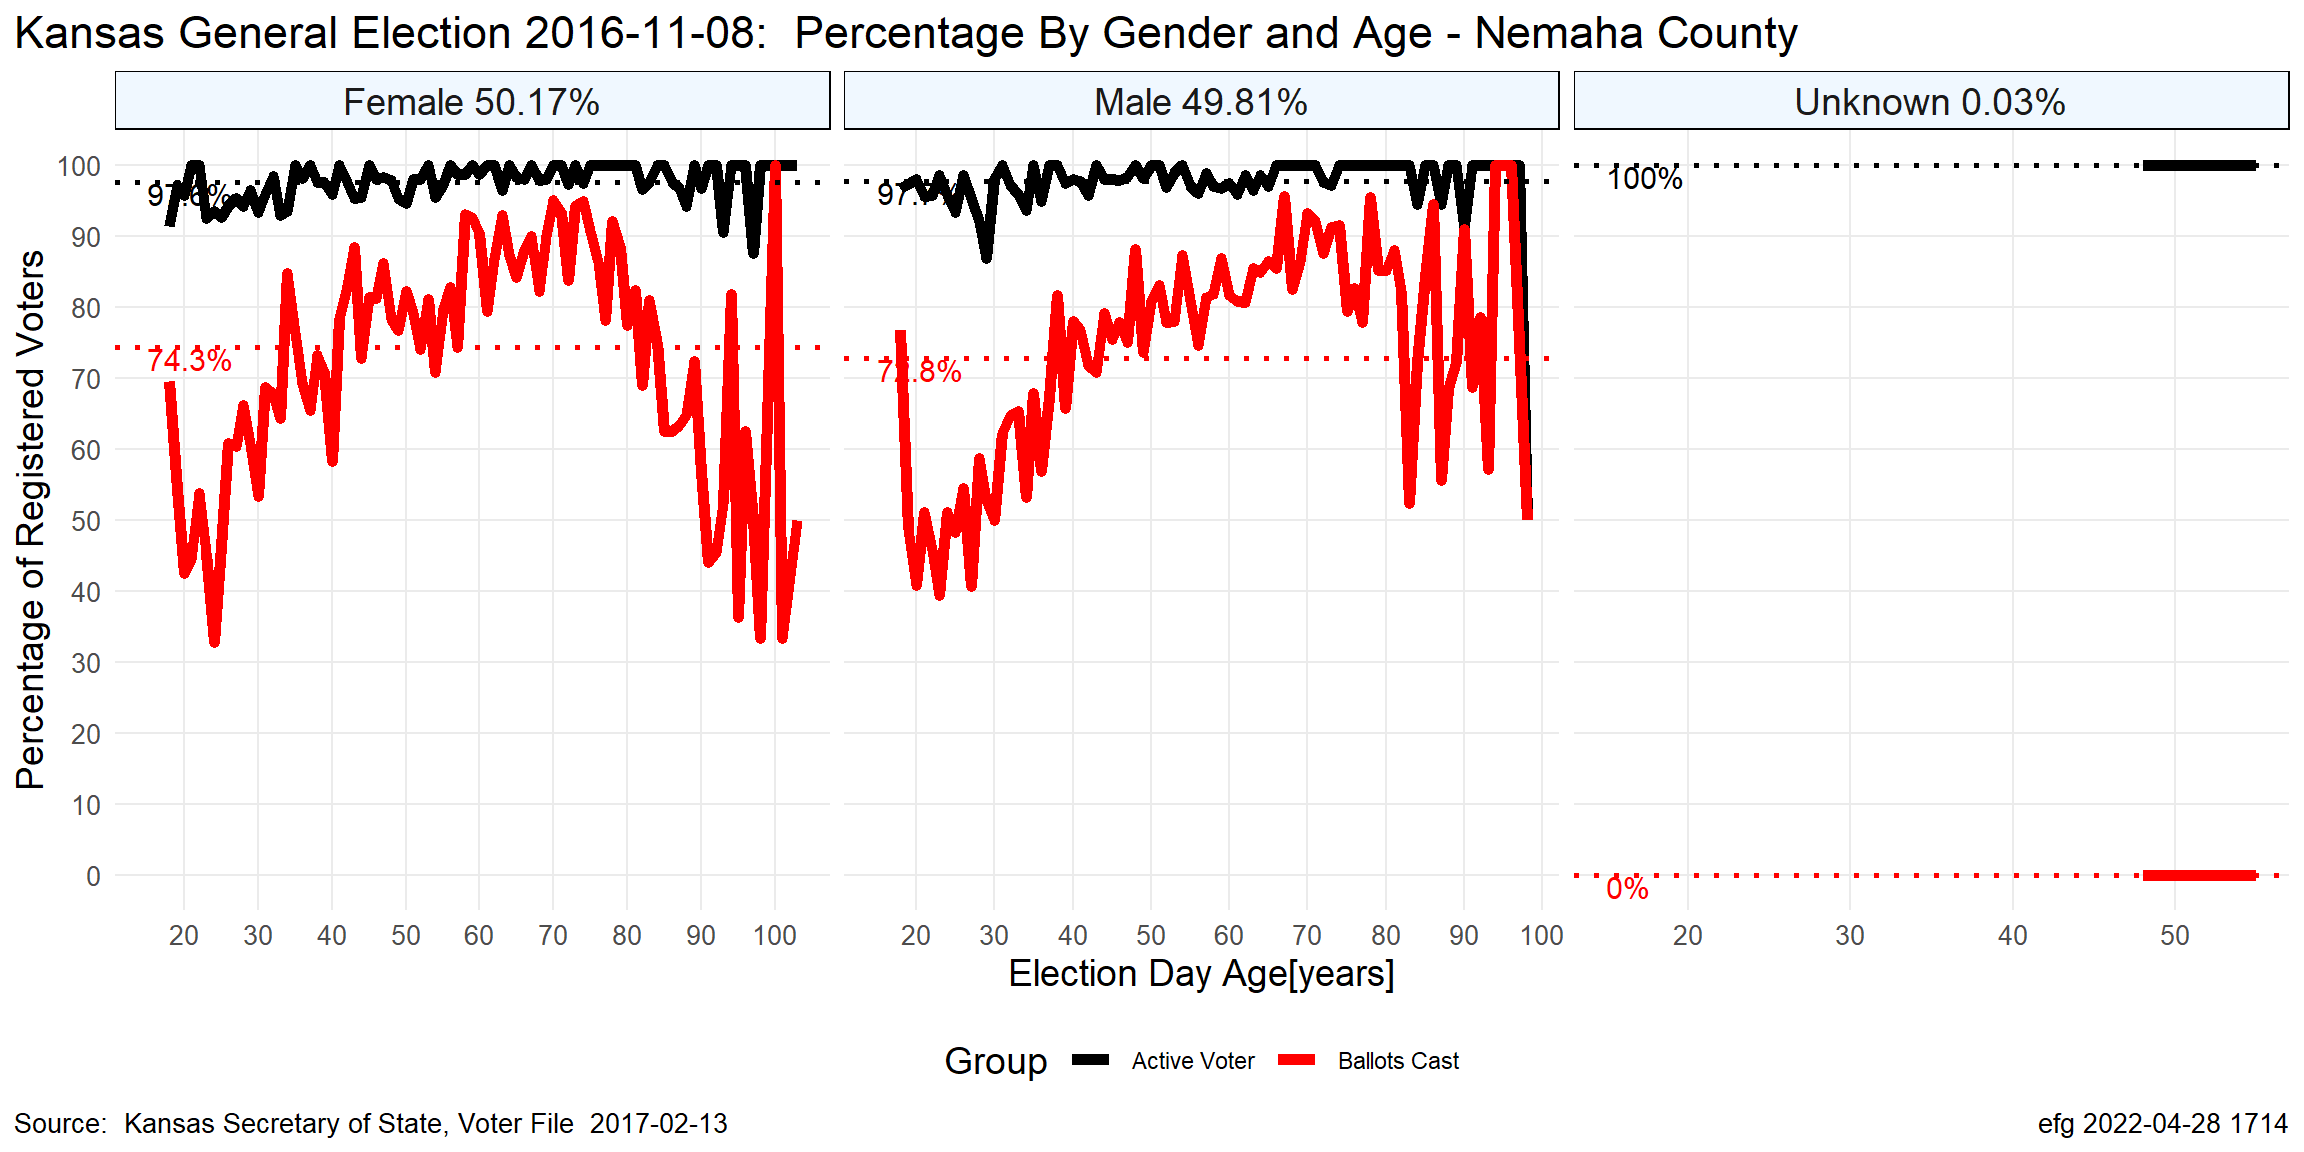 Kansas General Election 2016-11-08:  Percentage By Gender and Age - Nemaha County
Female 50.17%
Male 49.81%
Unknown 0.03%
Percentage of Registered Voters
100
90
80
70
60
50
40
30
20
10
0
97.6%
74.3%
72.8%
100%
0%
20 30 40 50 60 70 80 90 100
20 30 40 50 60 70 80 90 100
20 30 40 50
Election Day Age[years]
Group Active Voter Ballots Cast
Source:  Kansas Secretary of State, Voter File  2017-02-13
efg 2022-04-28 1714